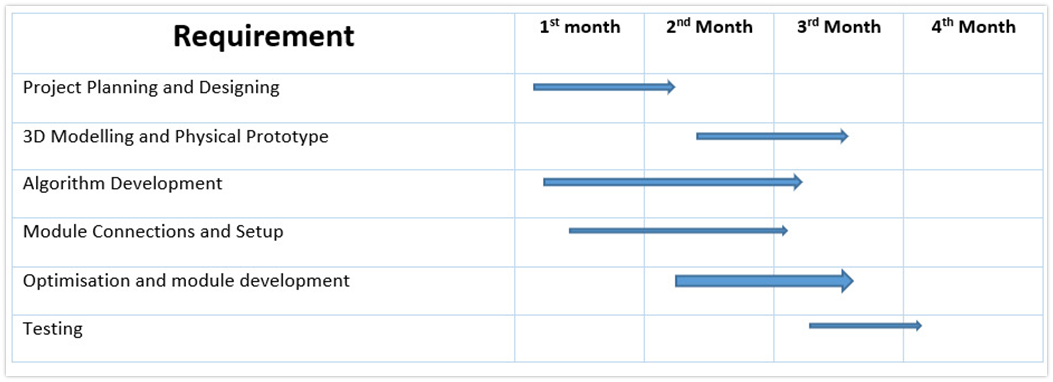 Requirement 1st month 2nd Month 3rd Month 4th Month
Project Planning and Designing
3D Modelling and Physical Prototype
Algorithm Development
Module Connections and Setup
Optimisation and module development
Testing